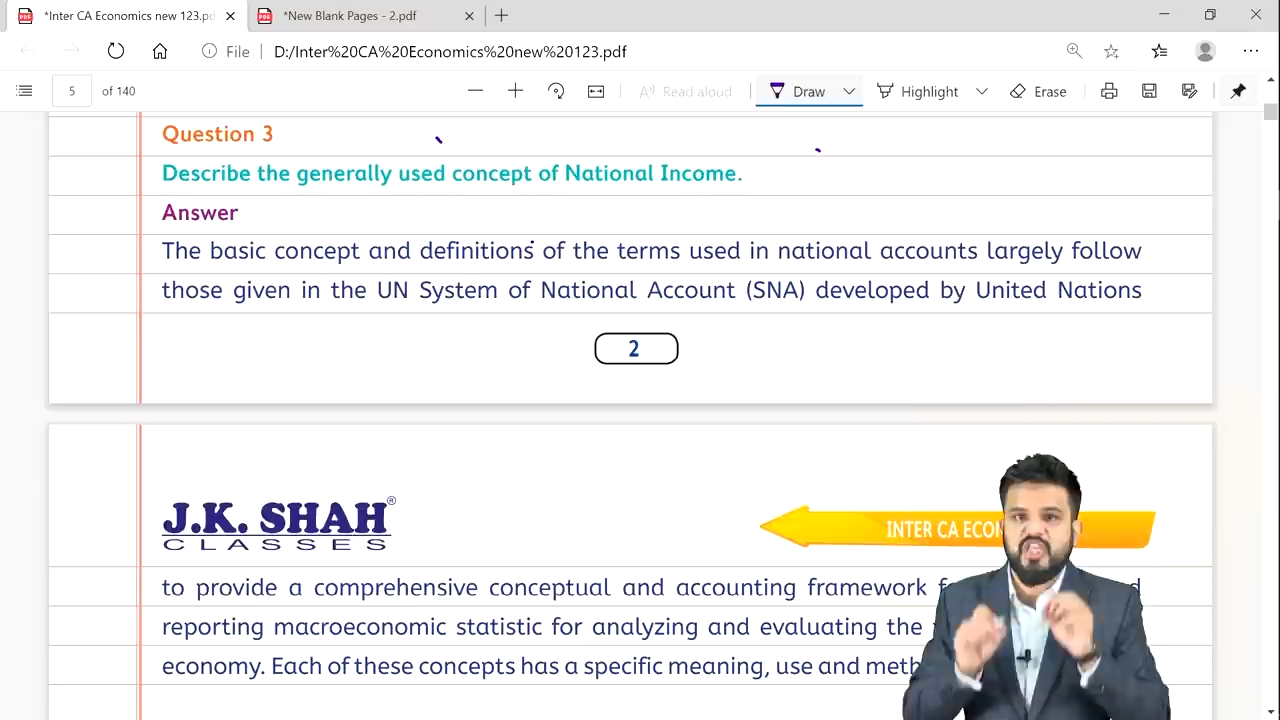 *Inter CA Economics new 123.pd
*New Blank Pages - 2.pdf
File
D:/Inter%20CA%20Economics%20new%20123.pdf
5 of 140
Read aloud
Draw
Highlight
Erase
Question 3
Describe the generally used concept of National Income.
Answer
The basic concept and definitions of the terms used in national accounts largely follow
those given in the UN System of National Account (SNA) developed by United Nations
2
J.K. SHAH®
CLASSES
INTER CA
to provide a comprehensive conceptual and accounting framework
reporting macroeconomic statistic for analyzing and evaluating the
economy. Each of these concepts has a specific meaning, use and